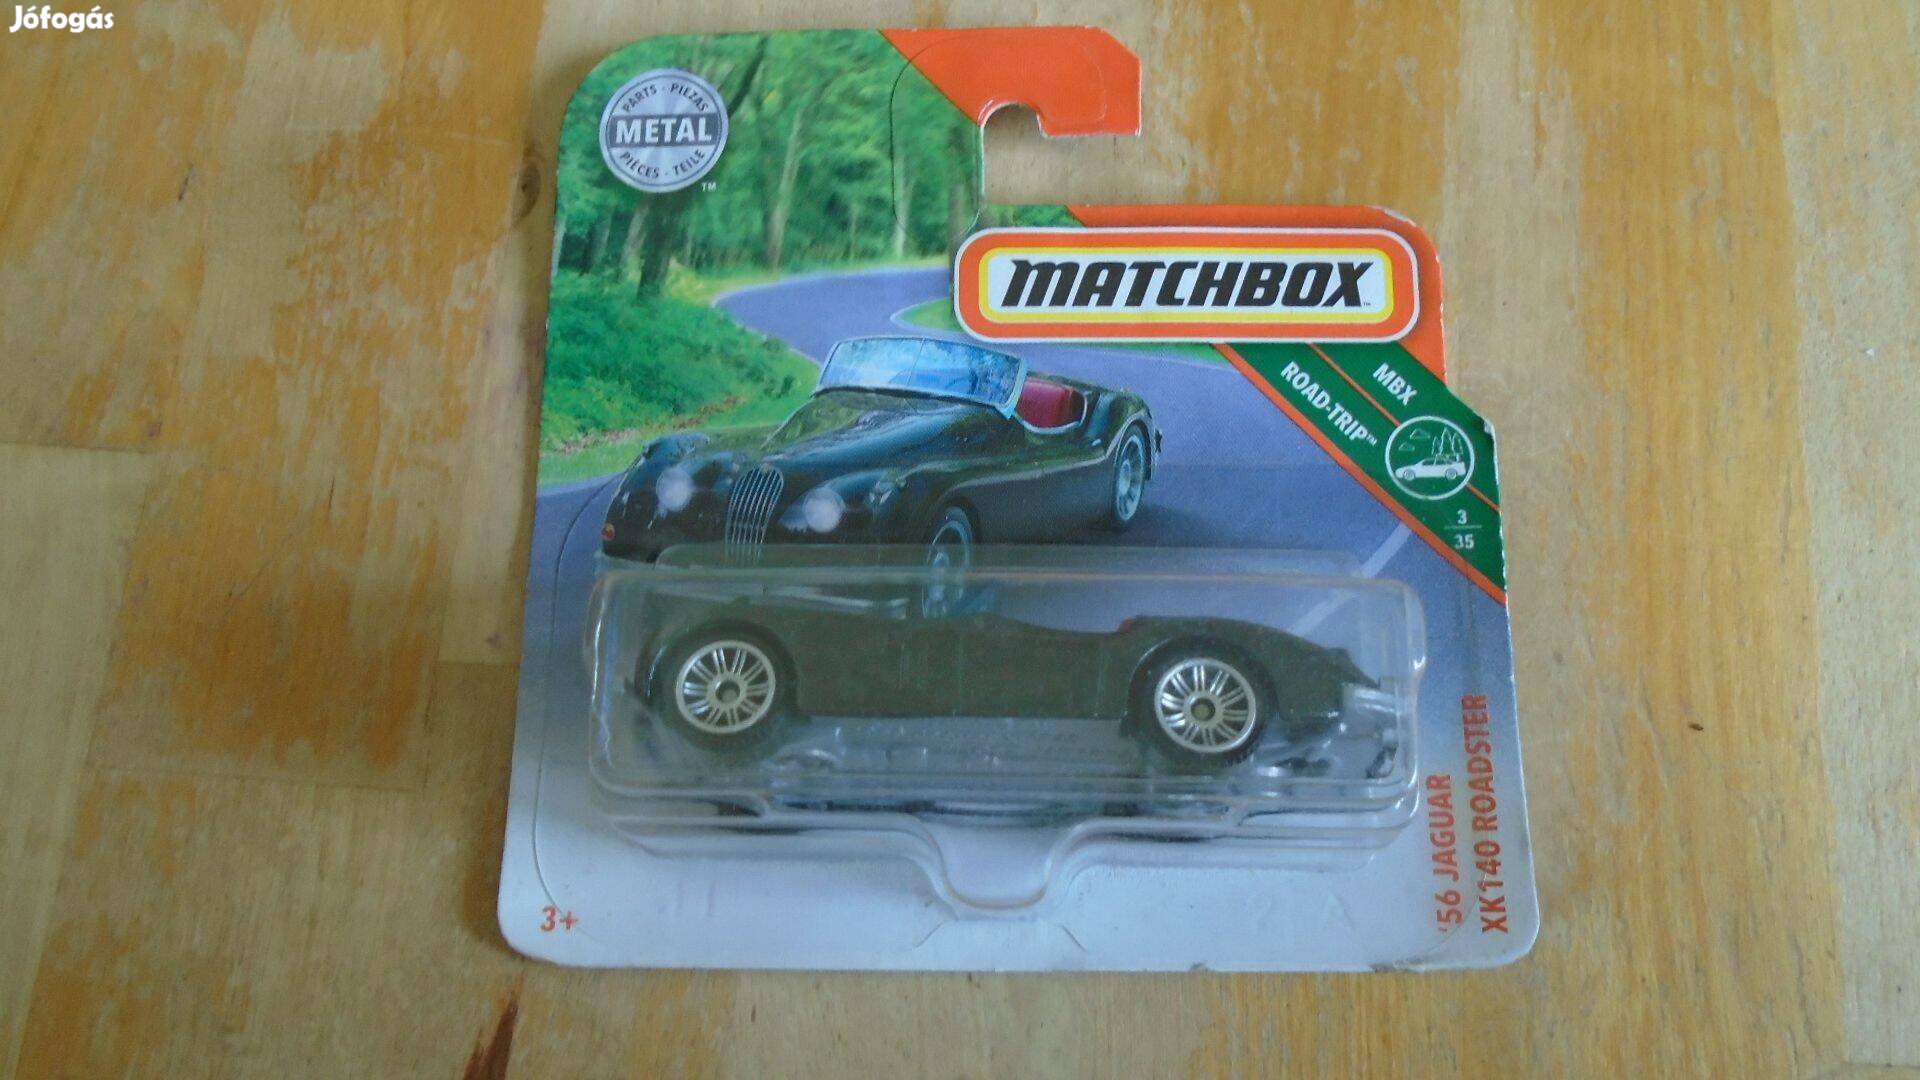 Jófogás
PARTS · PIEZAS
METAL
PIÈCES · TEILE
TM
MATCHBOX
MBX
ROAD-TRIP™
3
35
'56 JAGUAR
XK140 ROADSTER
3+